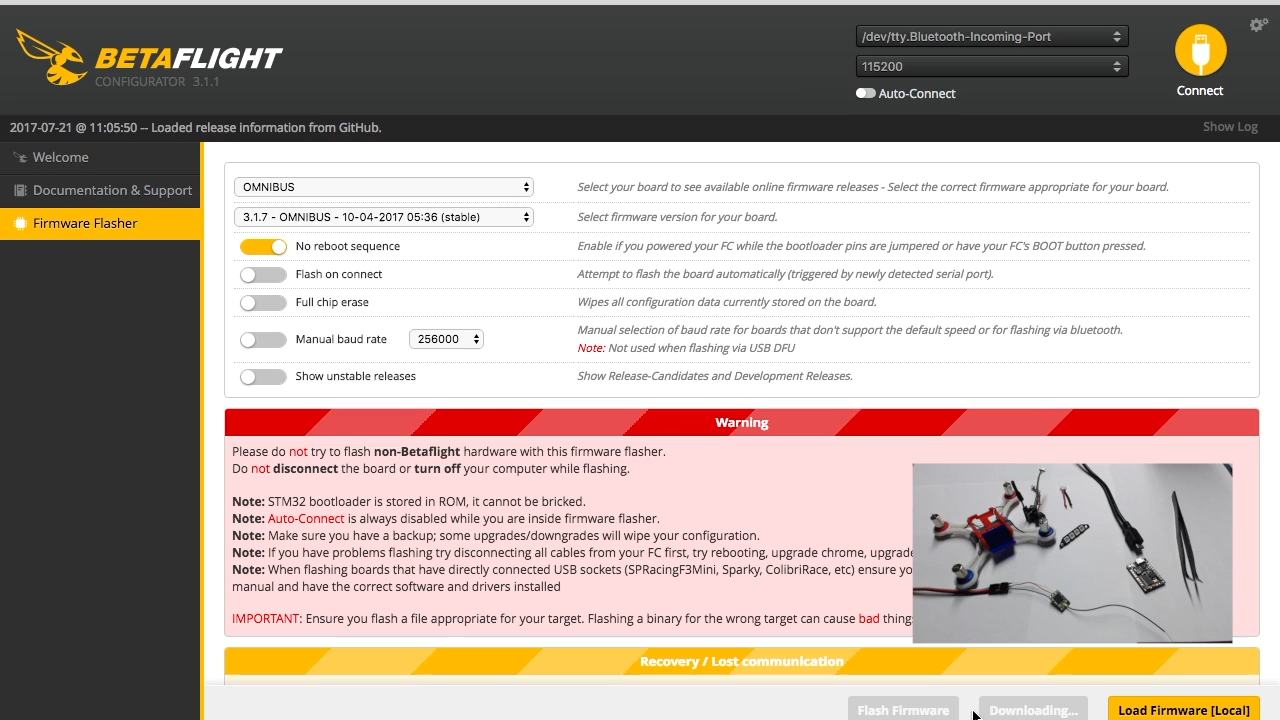 BETAFLIGHT
CONFIGURATOR 3.1.1
/dev/tty.Bluetooth-Incoming-Port
115200
Auto-Connect
Connect
2017-07-21 @ 11:05:50 -- Loaded release information from GitHub.
Show Log
Welcome
Documentation & Support
Firmware Flasher
OMNIBUS
Select your board to see available online firmware releases - Select the correct firmware appropriate for your board.
3.1.7 - OMNIBUS - 10-04-2017 05:36 (stable)
Select firmware version for your board.
No reboot sequence
Enable if you powered your FC while the bootloader pins are jumpered or have your FC's BOOT button pressed.
Flash on connect
Attempt to flash the board automatically (triggered by newly detected serial port).
Full chip erase
Wipes all configuration data currently stored on the board.
Manual baud rate
256000
Manual selection of baud rate for boards that don't support the default speed or for flashing via bluetooth.
Note: Not used when flashing via USB DFU
Show unstable releases
Show Release-Candidates and Development Releases.
Warning
Please do not try to flash non-Betaflight hardware with this firmware flasher.
Do not disconnect the board or turn off your computer while flashing.
Note: STM32 bootloader is stored in ROM, it cannot be bricked.
Note: Auto-Connect is always disabled while you are inside firmware flasher.
Note: Make sure you have a backup; some upgrades/downgrades will wipe your configuration.
Note: If you have problems flashing try disconnecting all cables from your FC first, try rebooting, upgrade chrome, upgrade
Note: When flashing boards that have directly connected USB sockets (SPRacingF3Mini, Sparky, ColibriRace, etc) ensure yo
manual and have the correct software and drivers installed
IMPORTANT: Ensure you flash a file appropriate for your target. Flashing a binary for the wrong target can cause bad things
Recovery / Lost communication
Flash Firmware
Downloading...
Load Firmware [Local]